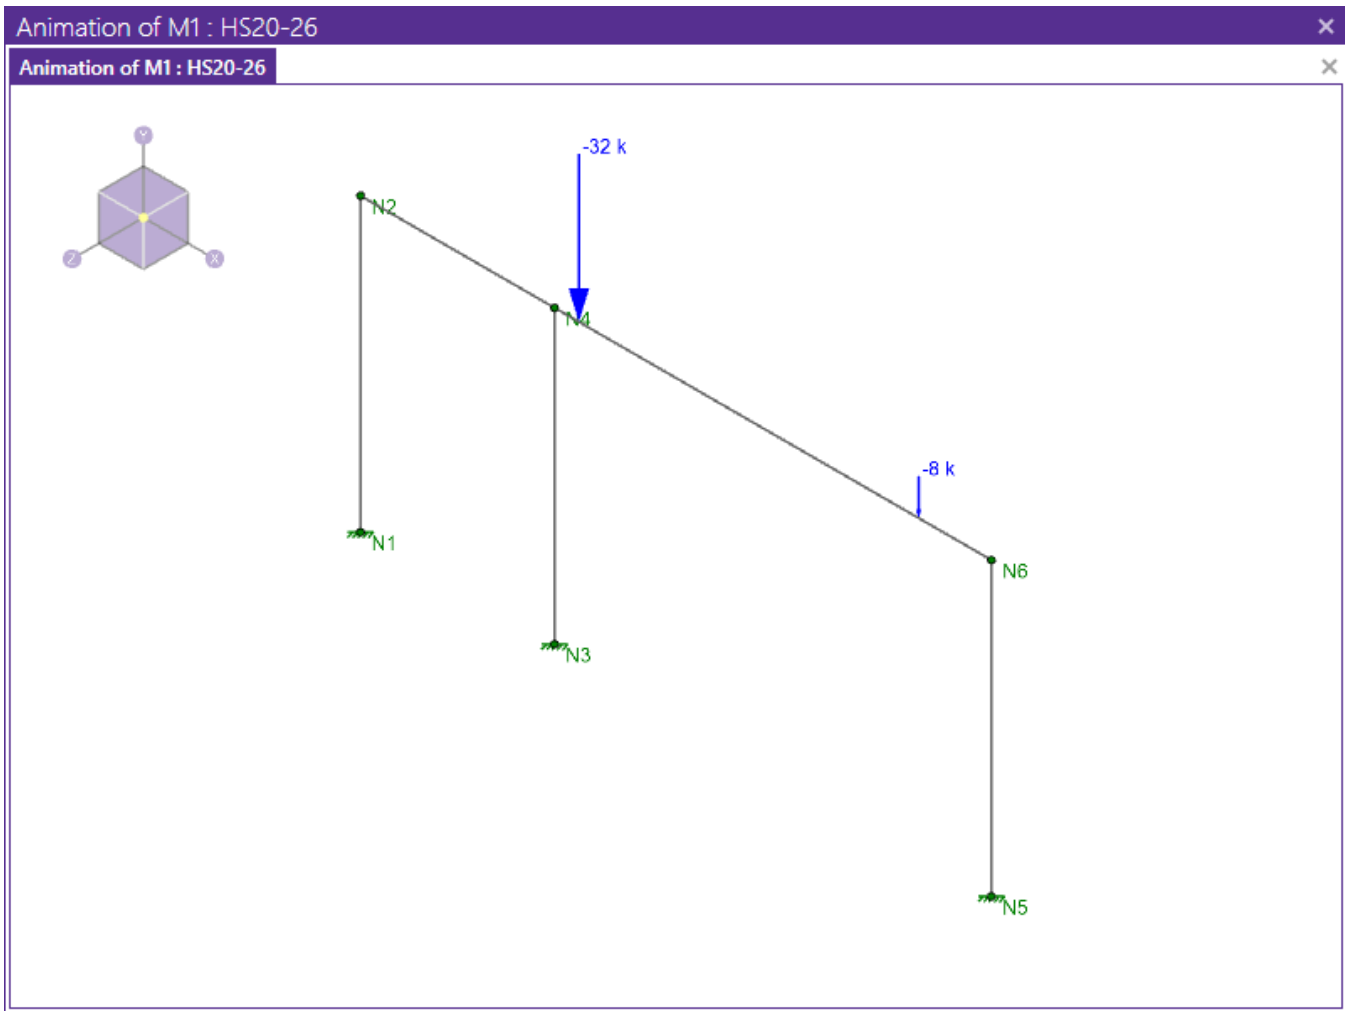 Animation of M1 : HS20-26
Animation of M1 : HS20-26
Y
Z
X
-32 k
N2
N4
-8 k
N1
N6
N3
N5